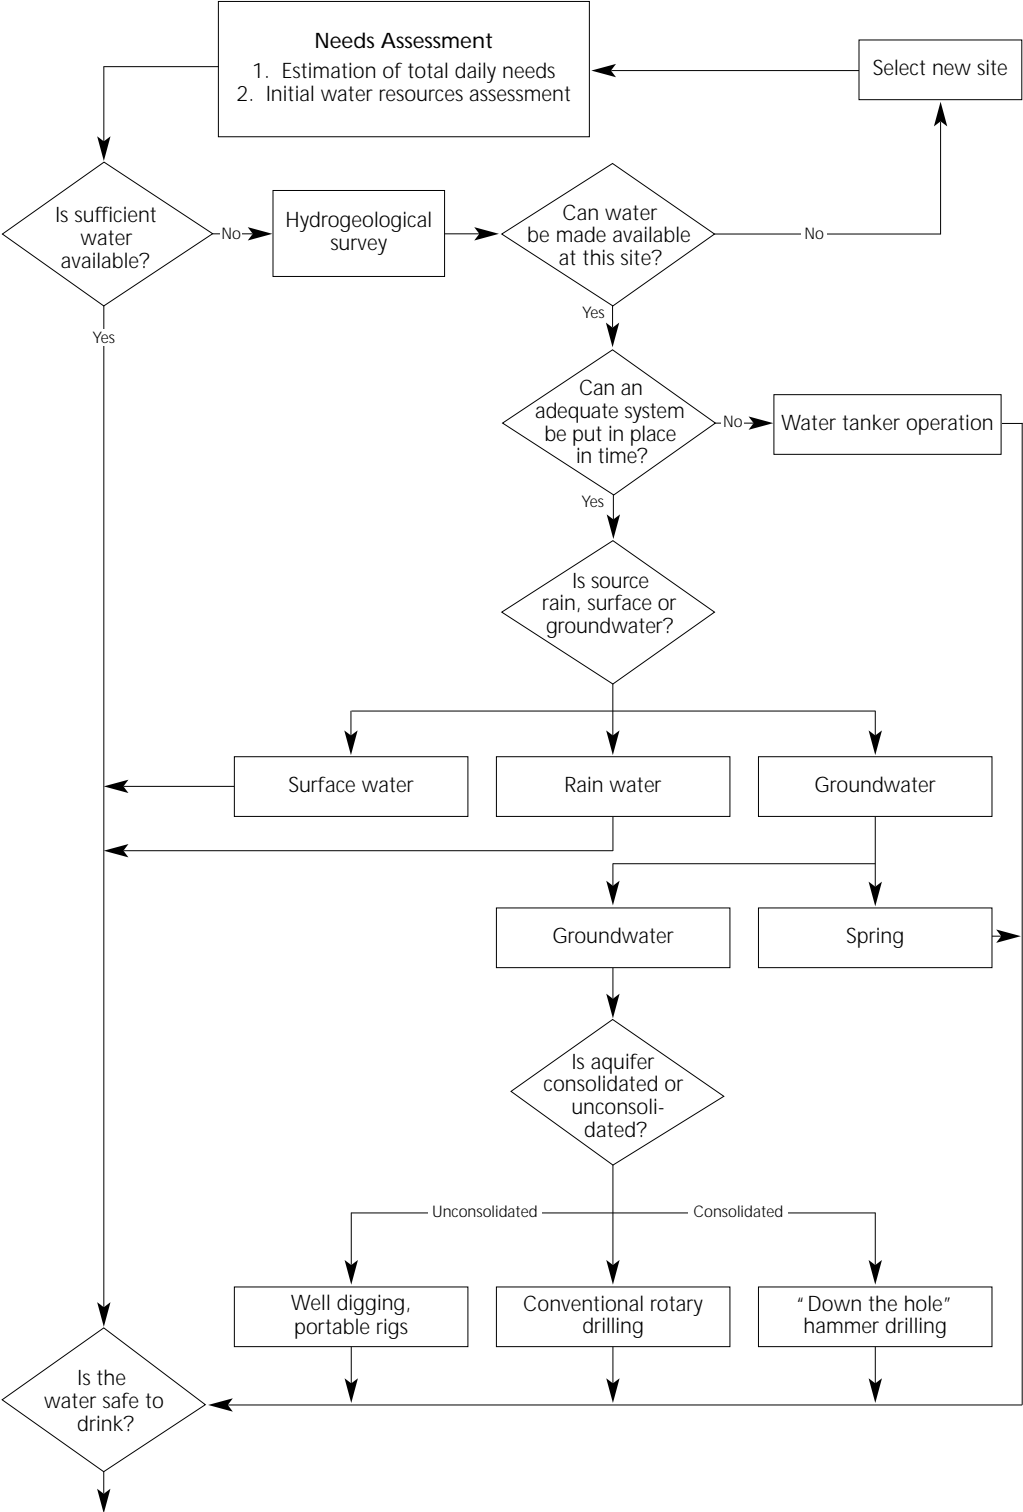 Needs Assessment
1. Estimation of total daily needs
2. Initial water resources assessment
Select new site
Is sufficient
water
available?
No
Hydrogeological
survey
Can water
be made available
at this site?
No
Yes
Yes
Can an
adequate system
be put in place
in time?
No
Water tanker operation
Yes
Is source
rain, surface or
groundwater?
Surface water
Rain water
Groundwater
Groundwater
Spring
Is aquifer
consolidated or
unconsoli-
dated?
Unconsolidated
Consolidated
Well digging,
portable rigs
Conventional rotary
drilling
“Down the hole”
hammer drilling
Is the
water safe to
drink?